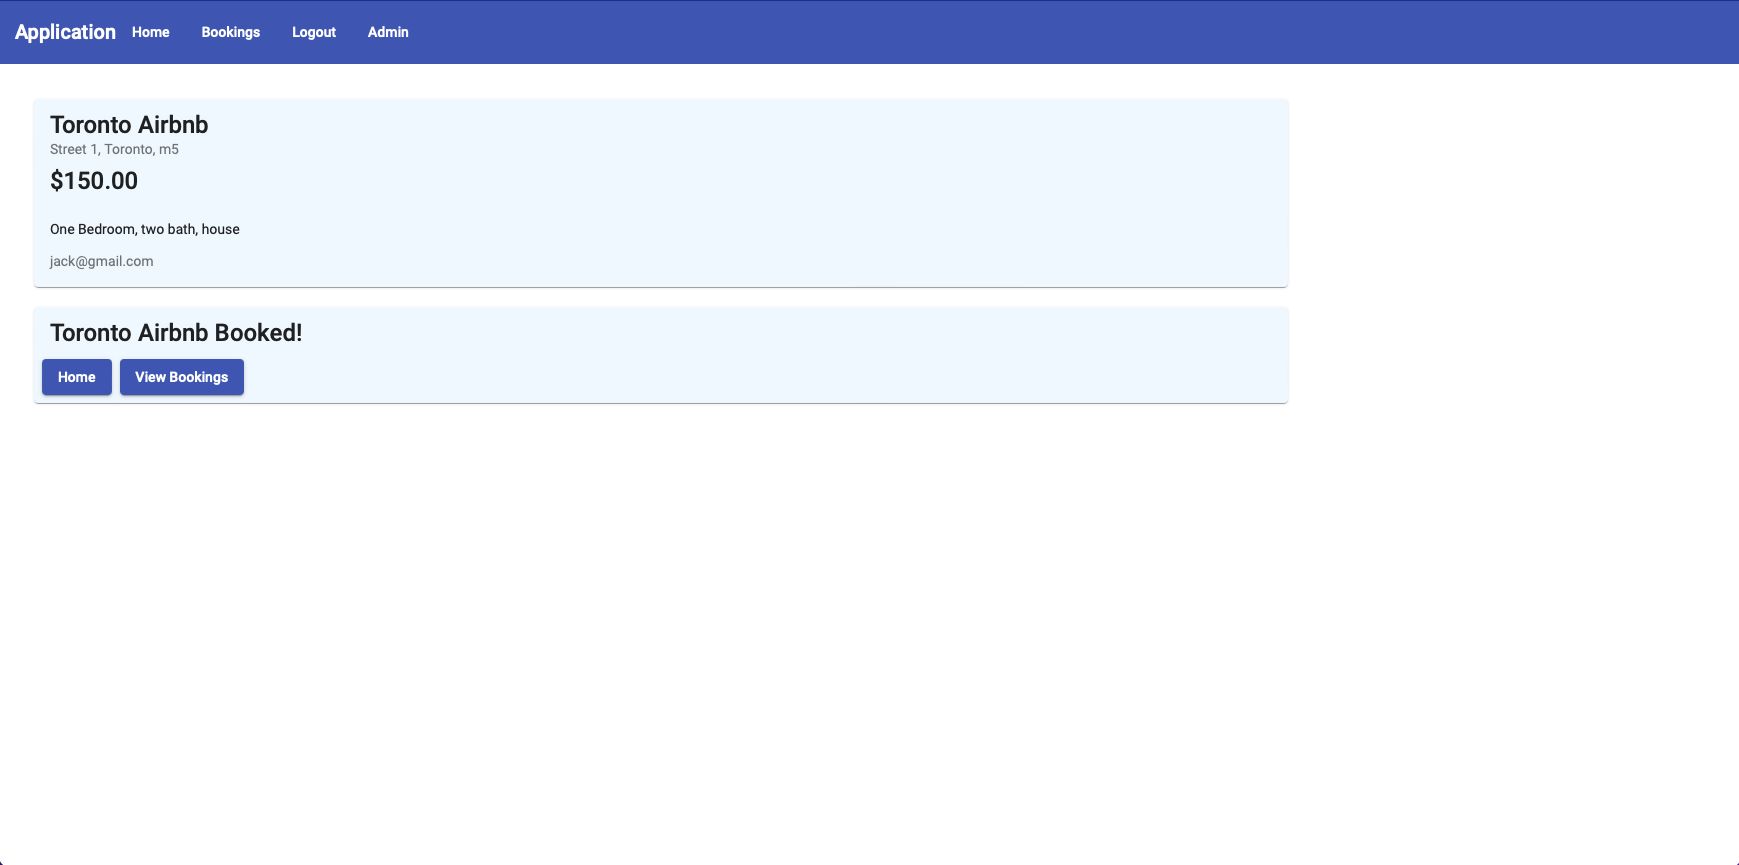 Application Home Bookings Logout Admin
Toronto Airbnb
Street 1, Toronto, m5
$150.00
One Bedroom, two bath, house
jack@gmail.com
Toronto Airbnb Booked!
Home View Bookings